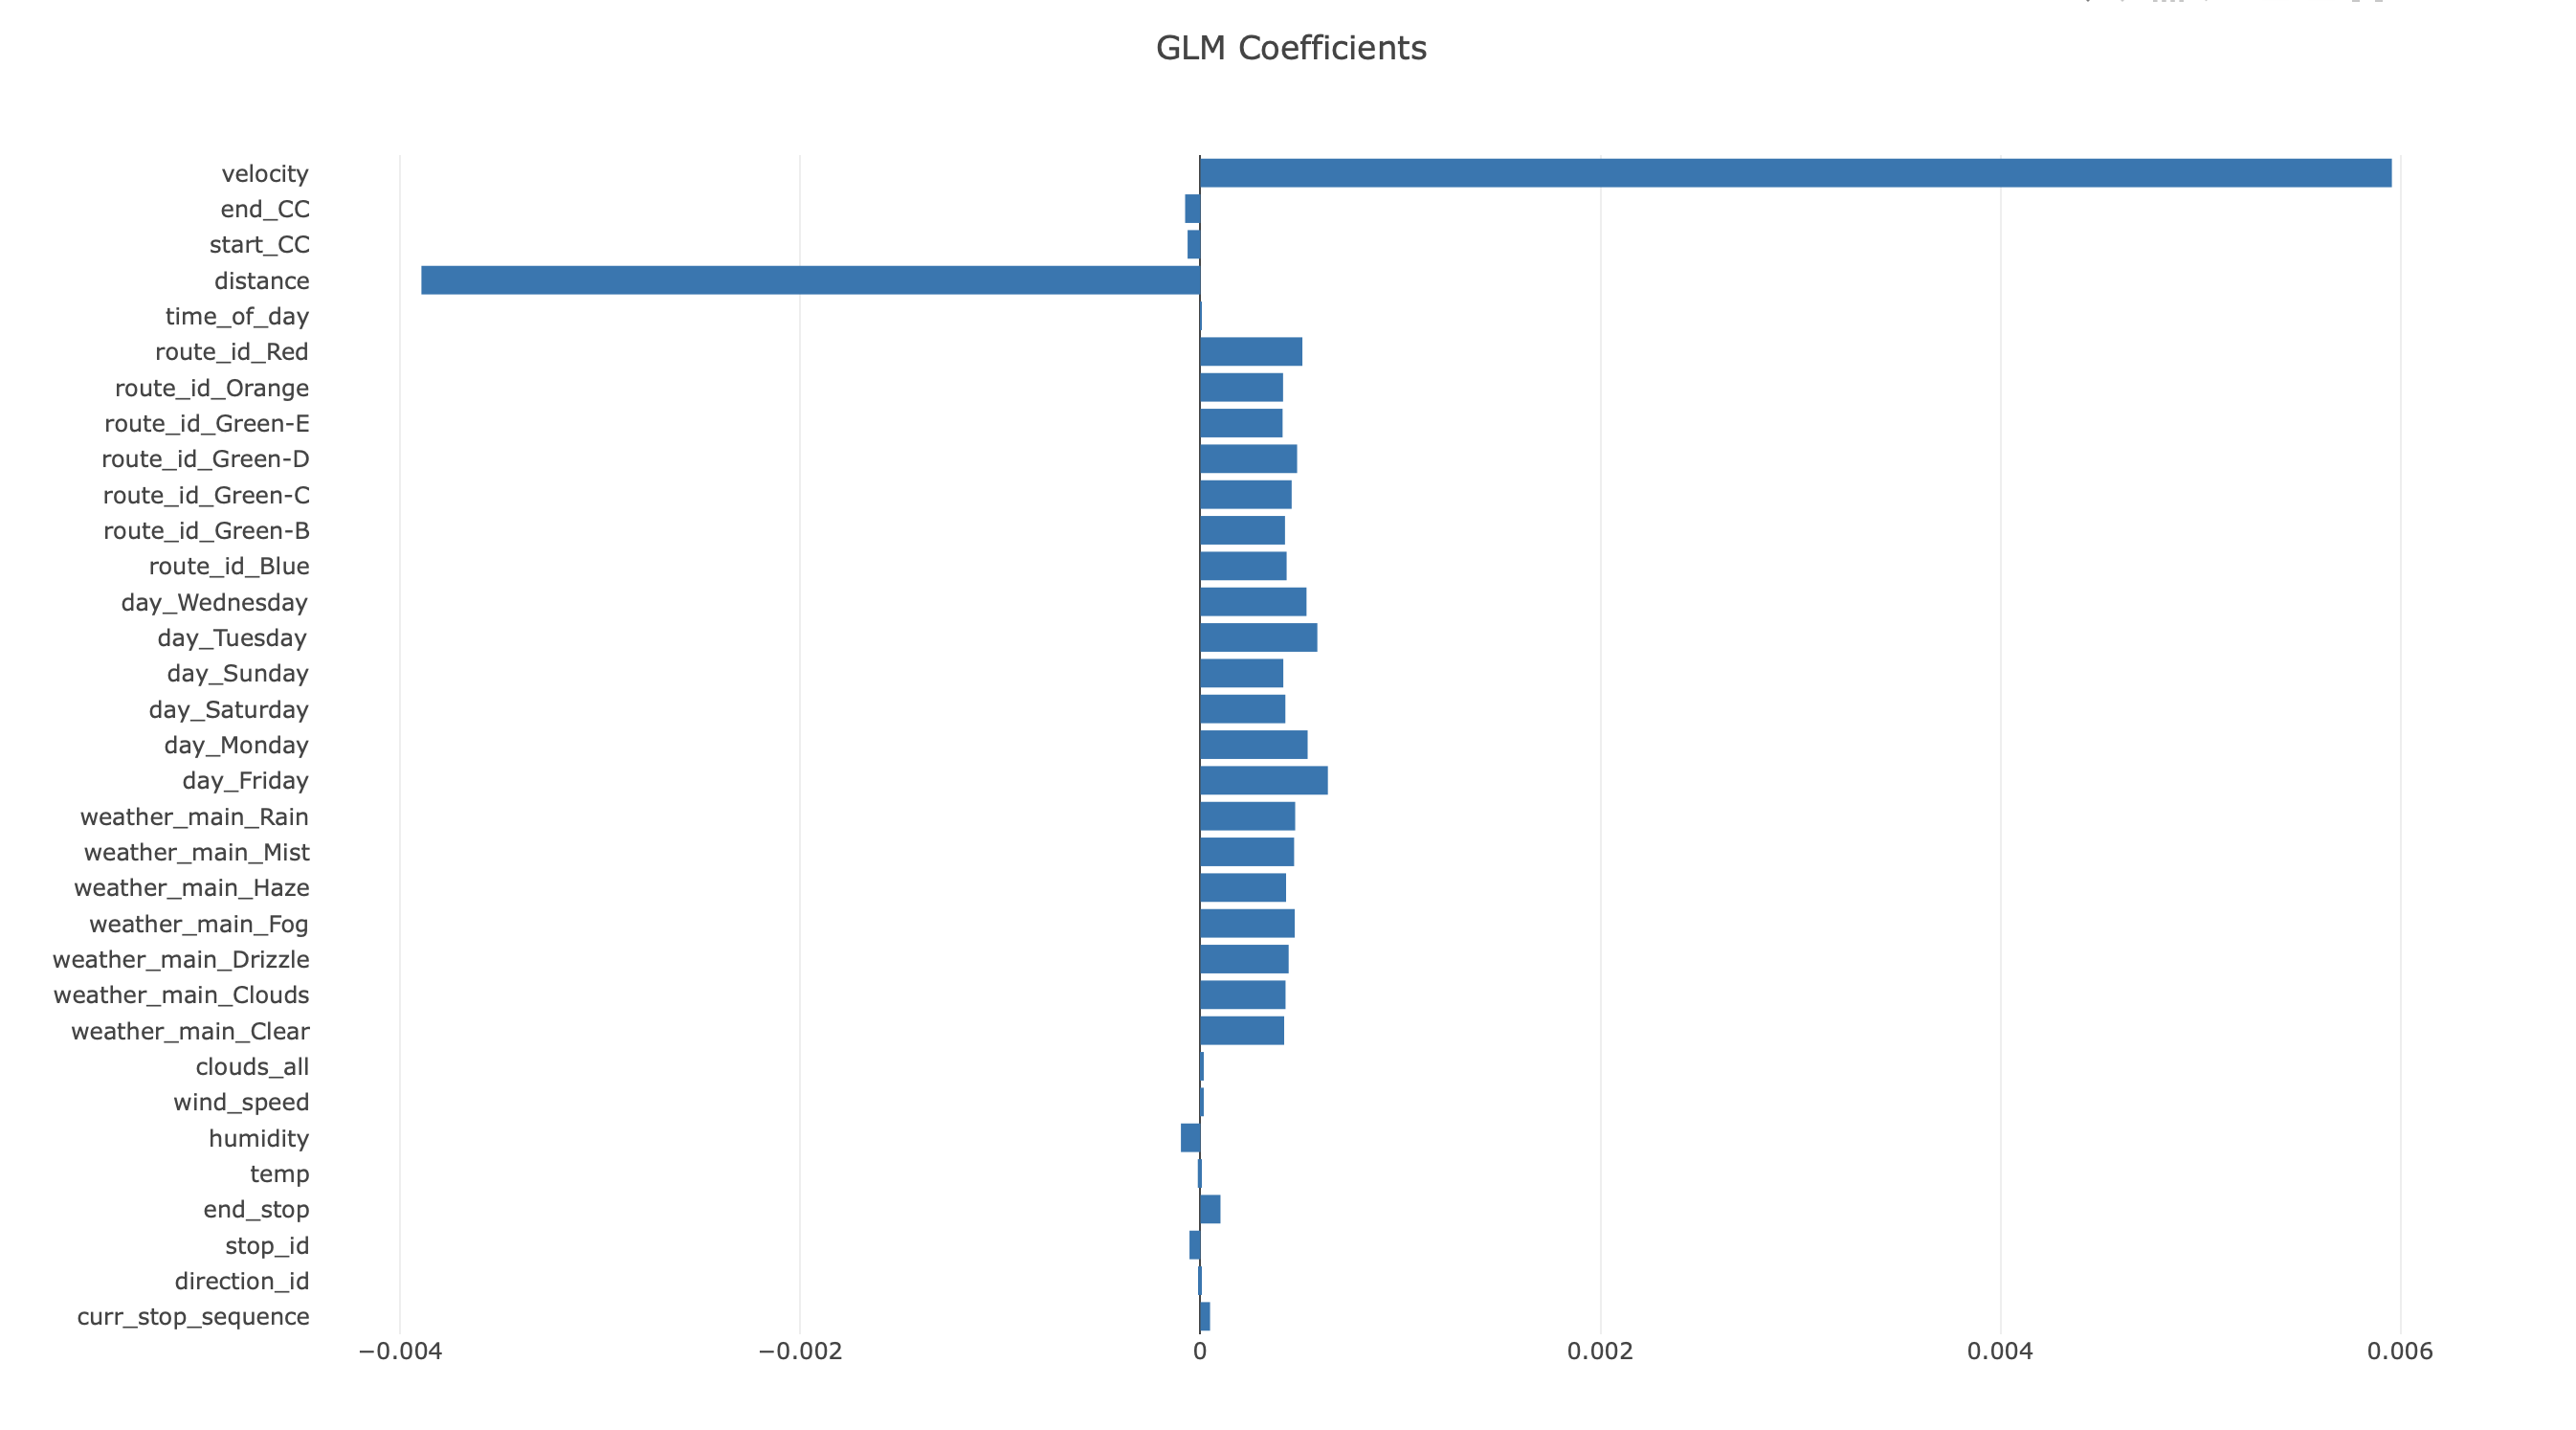 GLM Coefficients
velocity
end_CC
start_CC
distance
time_of_day
route_id_Red
route_id_Orange
route_id_Green-E
route_id_Green-D
route_id_Green-C
route_id_Green-B
route_id_Blue
day_Wednesday
day_Tuesday
day_Sunday
day_Saturday
day_Monday
day_Friday
weather_main_Rain
weather_main_Mist
weather_main_Haze
weather_main_Fog
weather_main_Drizzle
weather_main_Clouds
weather_main_Clear
clouds_all
wind_speed
humidity
temp
end_stop
stop_id
direction_id
curr_stop_sequence
−0.004 −0.002 0 0.002 0.004 0.006